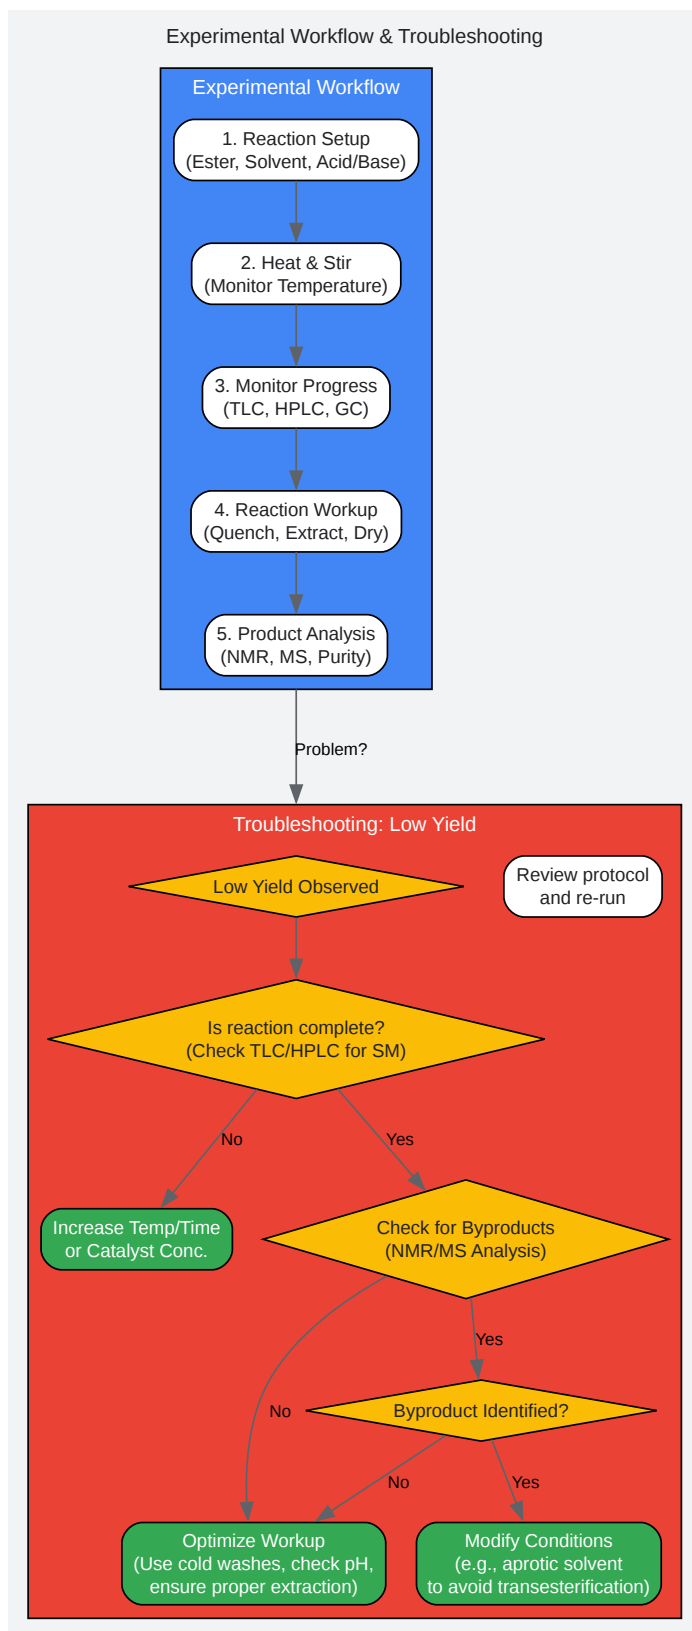 Experimental Workflow & Troubleshooting
Experimental Workflow
1. Reaction Setup
(Ester, Solvent, Acid/Base)
2. Heat & Stir
(Monitor Temperature)
3. Monitor Progress
(TLC, HPLC, GC)
4. Reaction Workup
(Quench, Extract, Dry)
5. Product Analysis
(NMR, MS, Purity)
Problem?
Troubleshooting: Low Yield
Low Yield Observed
Review protocol
and re-run
Is reaction complete?
(Check TLC/HPLC for SM)
No
Yes
Increase Temp/Time
or Catalyst Conc.
Check for Byproducts
(NMR/MS Analysis)
Yes
No
Byproduct Identified?
No
Yes
Optimize Workup
(Use cold washes, check pH,
ensure proper extraction)
Modify Conditions
(e.g., aprotic solvent
to avoid transesterification)